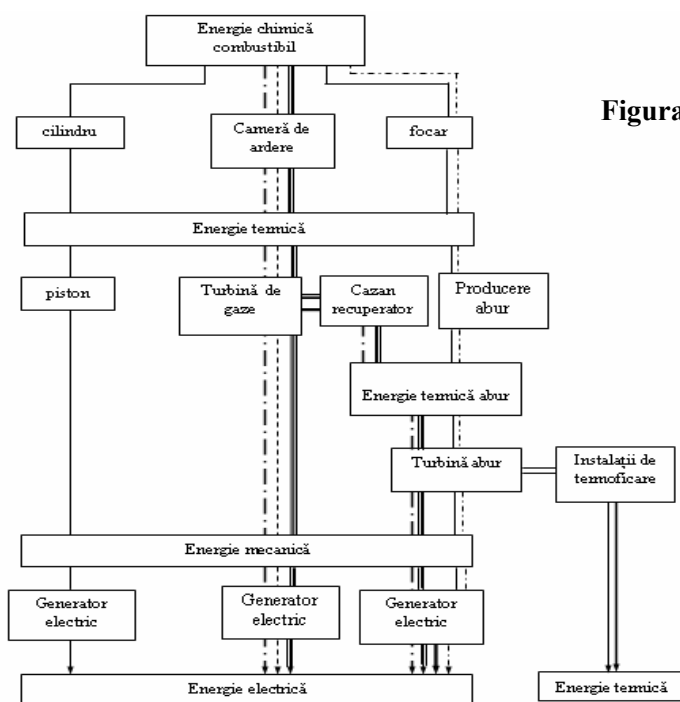 Energie chimică
combustibil
Figura
cilindru
Cameră de
ardere
focar
Energie termică
piston
Turbină de
gaze
Cazan
recuperator
Producere
abur
Energie termică abur
Turbină abur
Instalații de
termoficare
Energie mecanică
Generator
electric
Generator
electric
Generator
electric
Energie electrică
Energie termică